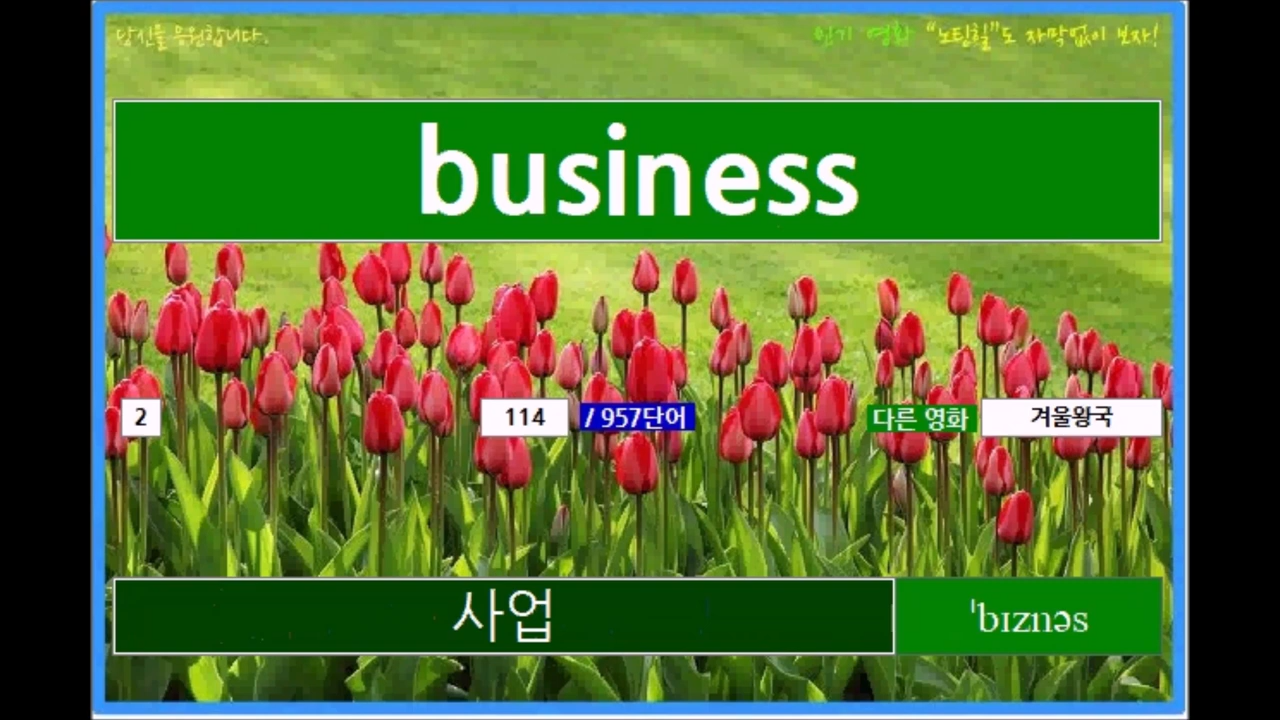 당신을 응원합니다.
인기 영화 “노팅힐”도 자막없이 보자!
business
2
114 / 957단어
다른 영화 겨울왕국
사업
ˈbɪznəs